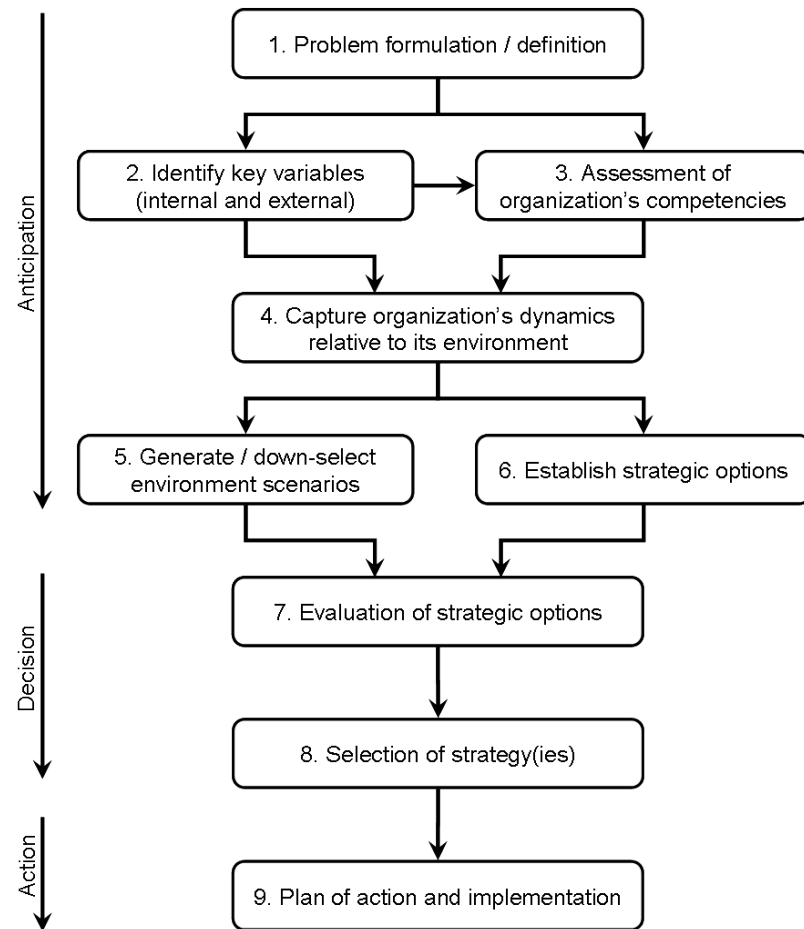 1. Problem formulation / definition
2. Identify key variables
(internal and external)
3. Assessment of
organization's competencies
Anticipation
4. Capture organization's dynamics
relative to its environment
5. Generate / down-select
environment scenarios
6. Establish strategic options
7. Evaluation of strategic options
Decision
8. Selection of strategy(ies)
Action
9. Plan of action and implementation